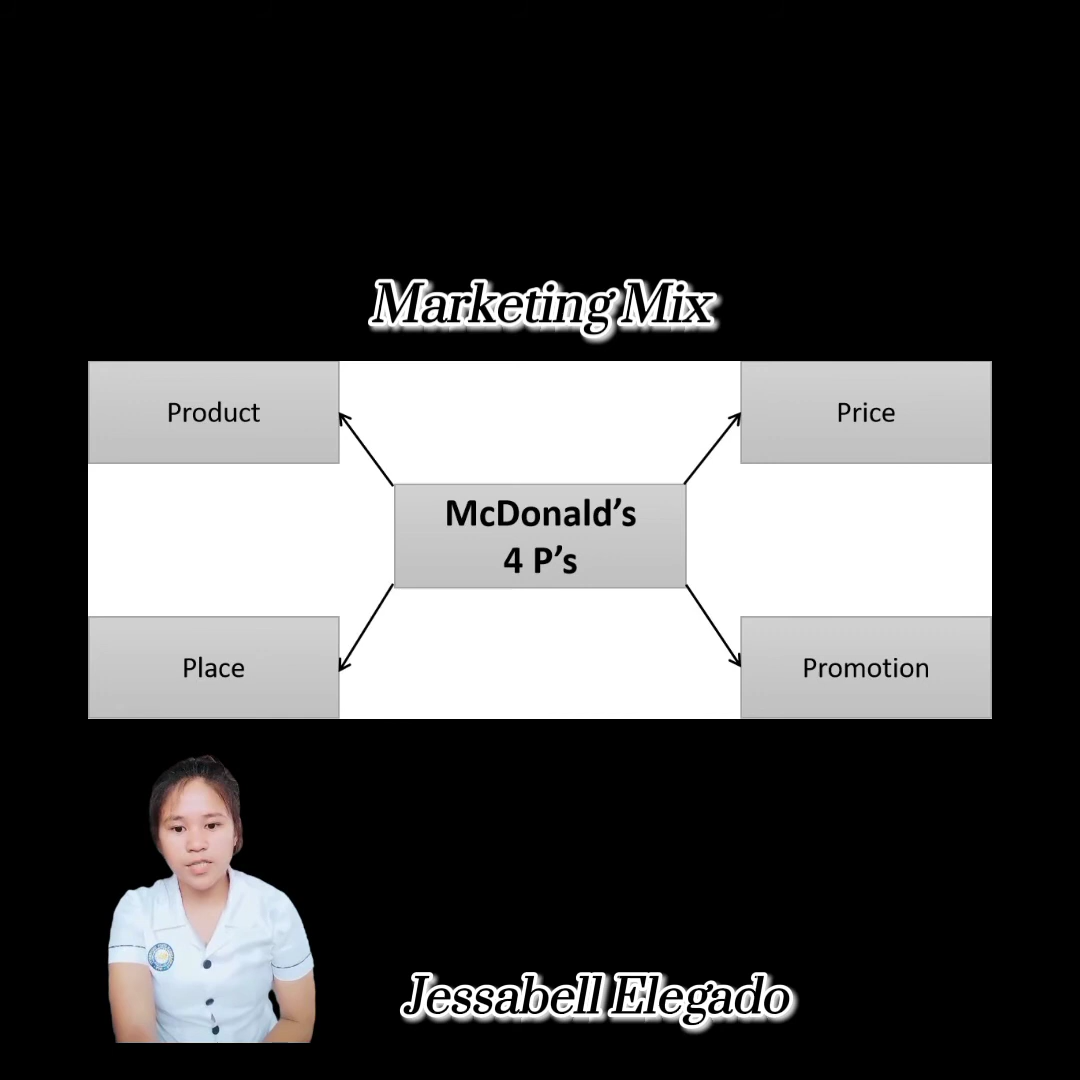 Marketing Mix
Product
Price
McDonald’s
4 P’s
Place
Promotion
Jessabell Elegado